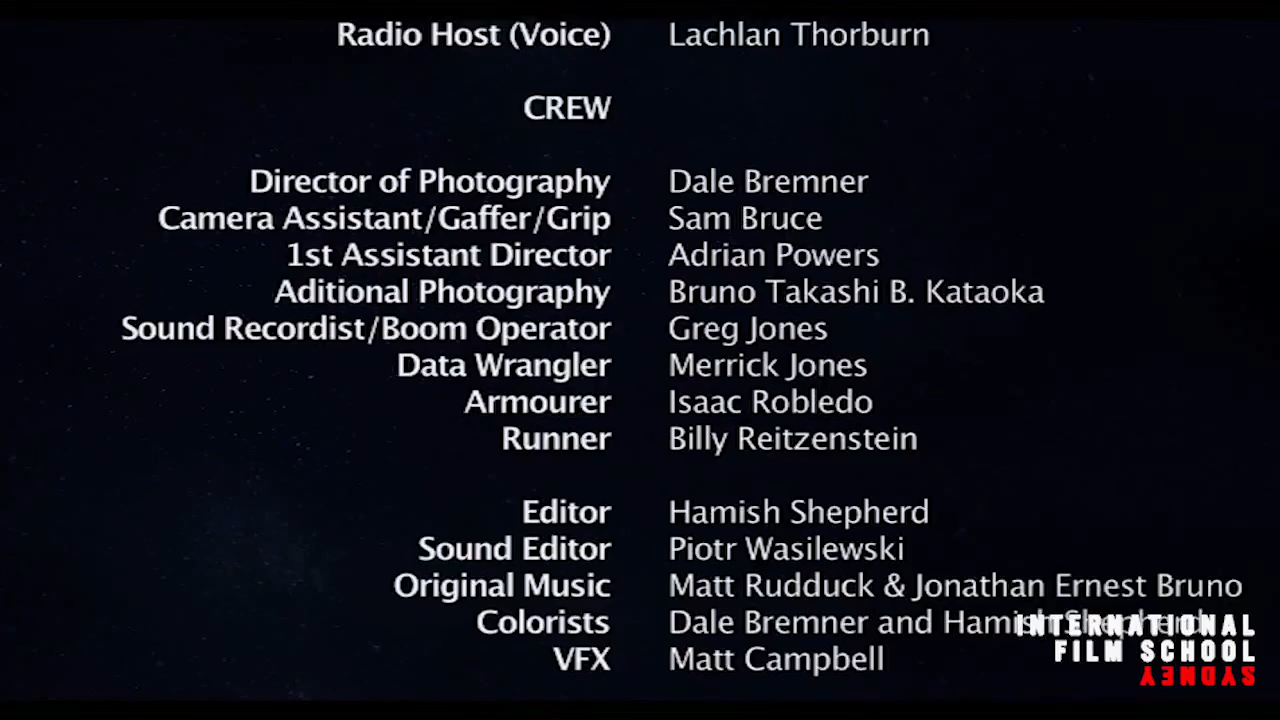 Radio Host (Voice) Lachlan Thorburn
CREW
Director of Photography Dale Bremner
Camera Assistant/Gaffer/Grip Sam Bruce
1st Assistant Director Adrian Powers
Aditional Photography Bruno Takashi B. Kataoka
Sound Recordist/Boom Operator Greg Jones
Data Wrangler Merrick Jones
Armourer Isaac Robledo
Runner Billy Reitzenstein
Editor Hamish Shepherd
Sound Editor Piotr Wasilewski
Original Music Matt Rudduck & Jonathan Ernest Bruno
Colorists Dale Bremner and Hamish Shepherd
VFX Matt Campbell
INTERNATIONAL
FILM SCHOOL
SYDNEY